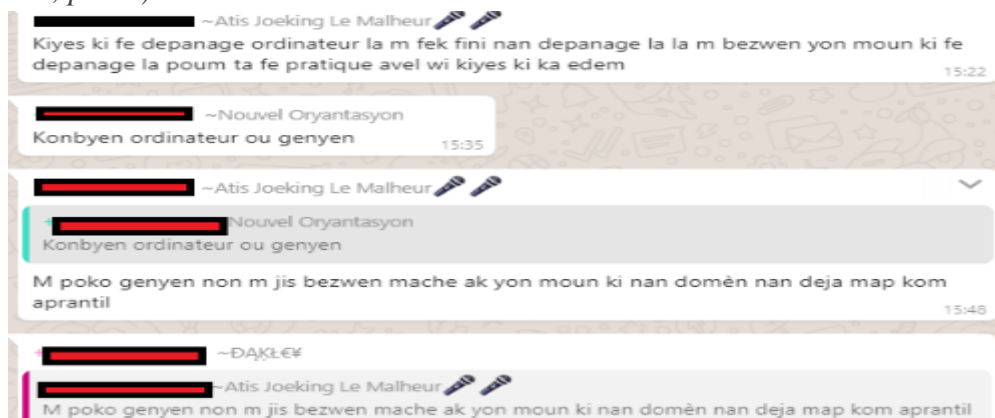 ~Atis Joeking Le Malheur🎤 🎤
Kiyes ki fe depanage ordinateur la m fek fini nan depanage la la m bezwen yon moun ki fe
depanage la poum ta fe pratique avel wi kiyes ki ka edem
15:22
~Nouvel Oryantasyon
Konbyen ordinateur ou genyen
15:35
~Atis Joeking Le Malheur🎤 🎤
Nouvel Oryantasyon
Konbyen ordinateur ou genyen
M poko genyen non m jis bezwen mache ak yon moun ki nan domèn nan deja map kom
aprantil
15:48
~ĐĄĶŁ€¥
~Atis Joeking Le Malheur🎤 🎤
M poko genyen non m jis bezwen mache ak yon moun ki nan domèn nan deja map kom aprantil